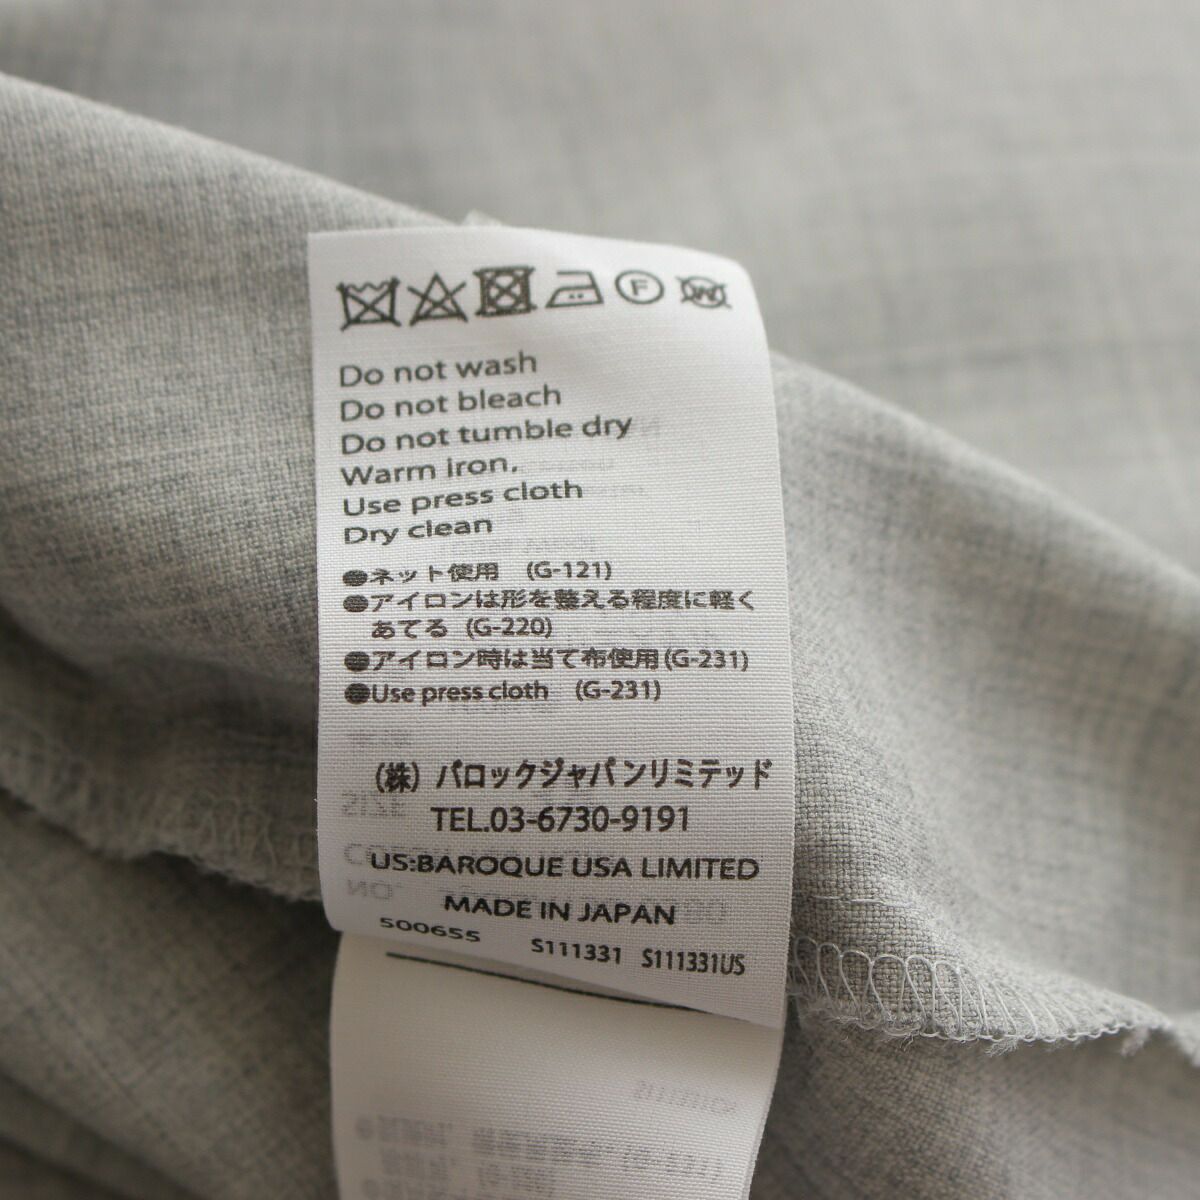 F W
Do not wash
Do not bleach
Do not tumble dry
Warm iron,
Use press cloth
Dry clean
●ネット使用 (G-121)
●アイロンは形を整える程度に軽く
あてる (G-220)
●アイロン時は当て布使用(G-231)
●Use press cloth (G-231)
(株) バロックジャパンリミテッド
TEL.03-6730-9191
US:BAROQUE USA LIMITED
MADE IN JAPAN
500655 S111331 S111331US